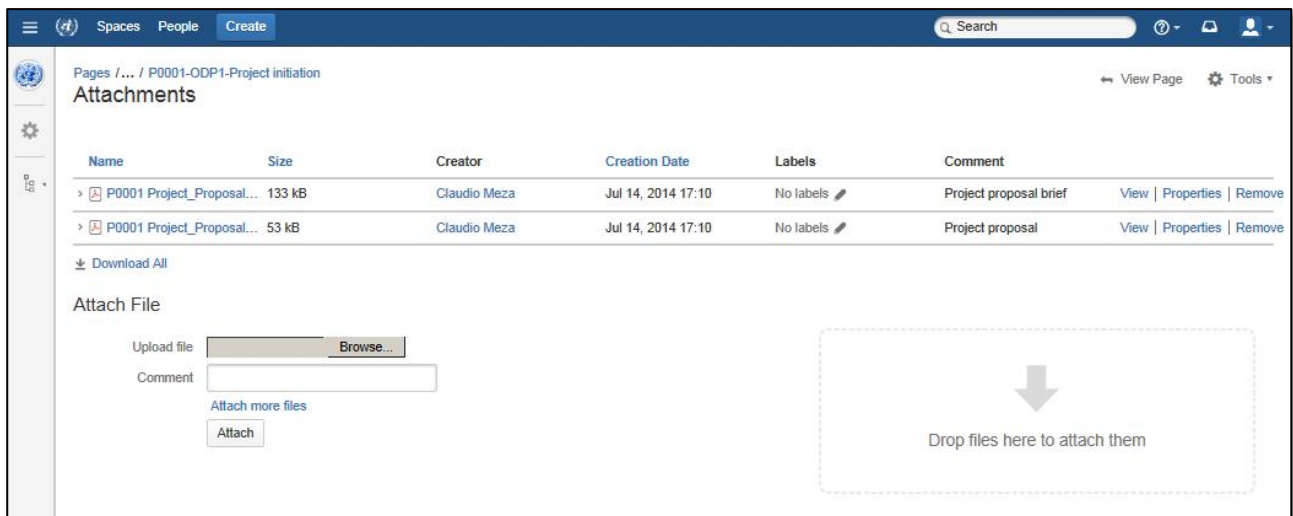 Spaces People Create Search
Pages /... / P0001-ODP1-Project initiation
Attachments
View Page Tools
Name Size Creator Creation Date Labels Comment
P0001 Project_Proposal... 133 kB Claudio Meza Jul 14, 2014 17:10 No labels Project proposal brief View | Properties | Remove
P0001 Project_Proposal... 53 kB Claudio Meza Jul 14, 2014 17:10 No labels Project proposal View | Properties | Remove
Download All
Attach File
Upload file Browse...
Comment
Attach more files
Attach
Drop files here to attach them